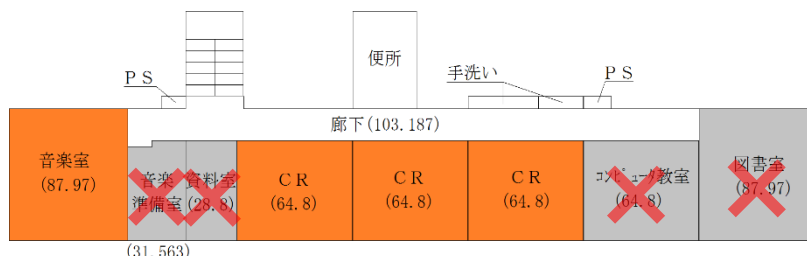 便所
手洗い
ＰＳ
ＰＳ
廊下(103.187)
音楽室
(87.97)
音楽
準備室
(31.563)
資料室
(28.8)
ＣＲ
(64.8)
ＣＲ
(64.8)
ＣＲ
(64.8)
コンピュータ教室
(64.8)
図書室
(87.97)